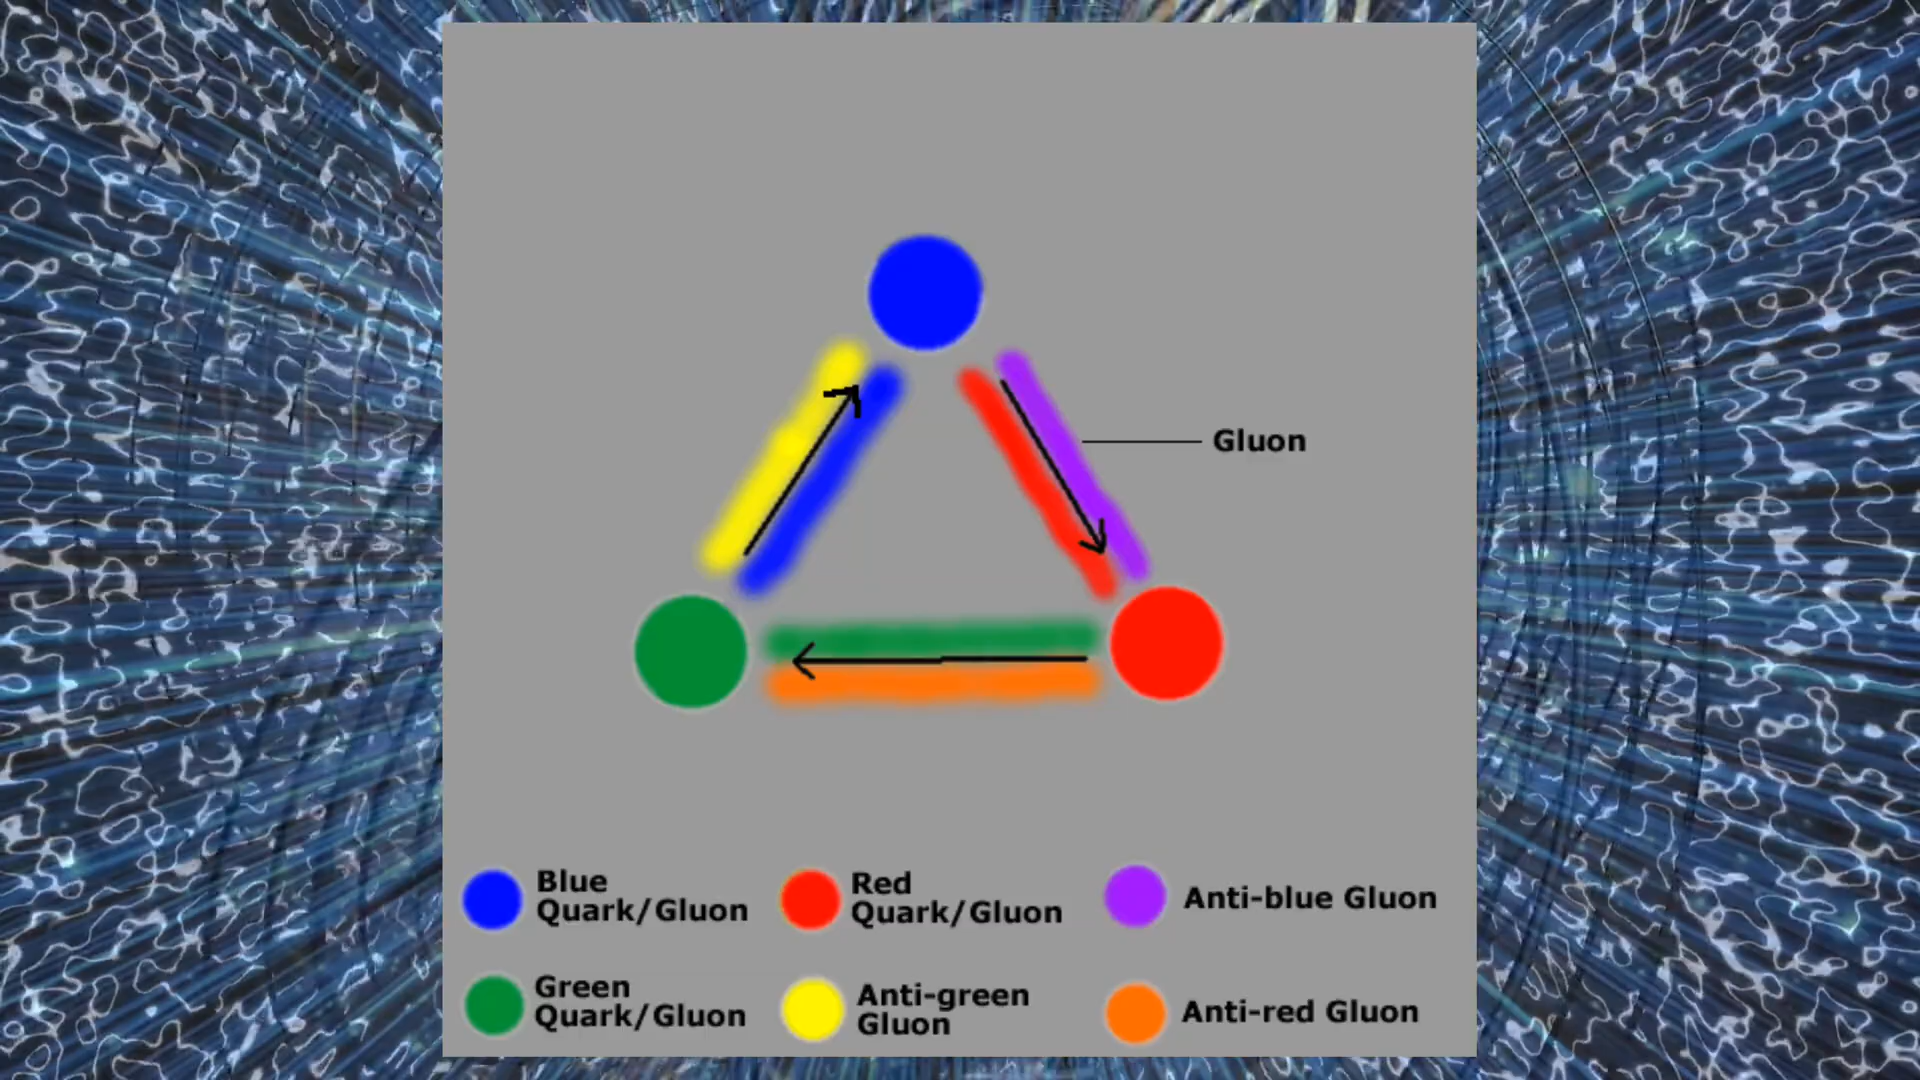 Gluon
Blue
Quark/Gluon
Red
Quark/Gluon
Anti-blue Gluon
Green
Quark/Gluon
Anti-green
Gluon
Anti-red Gluon